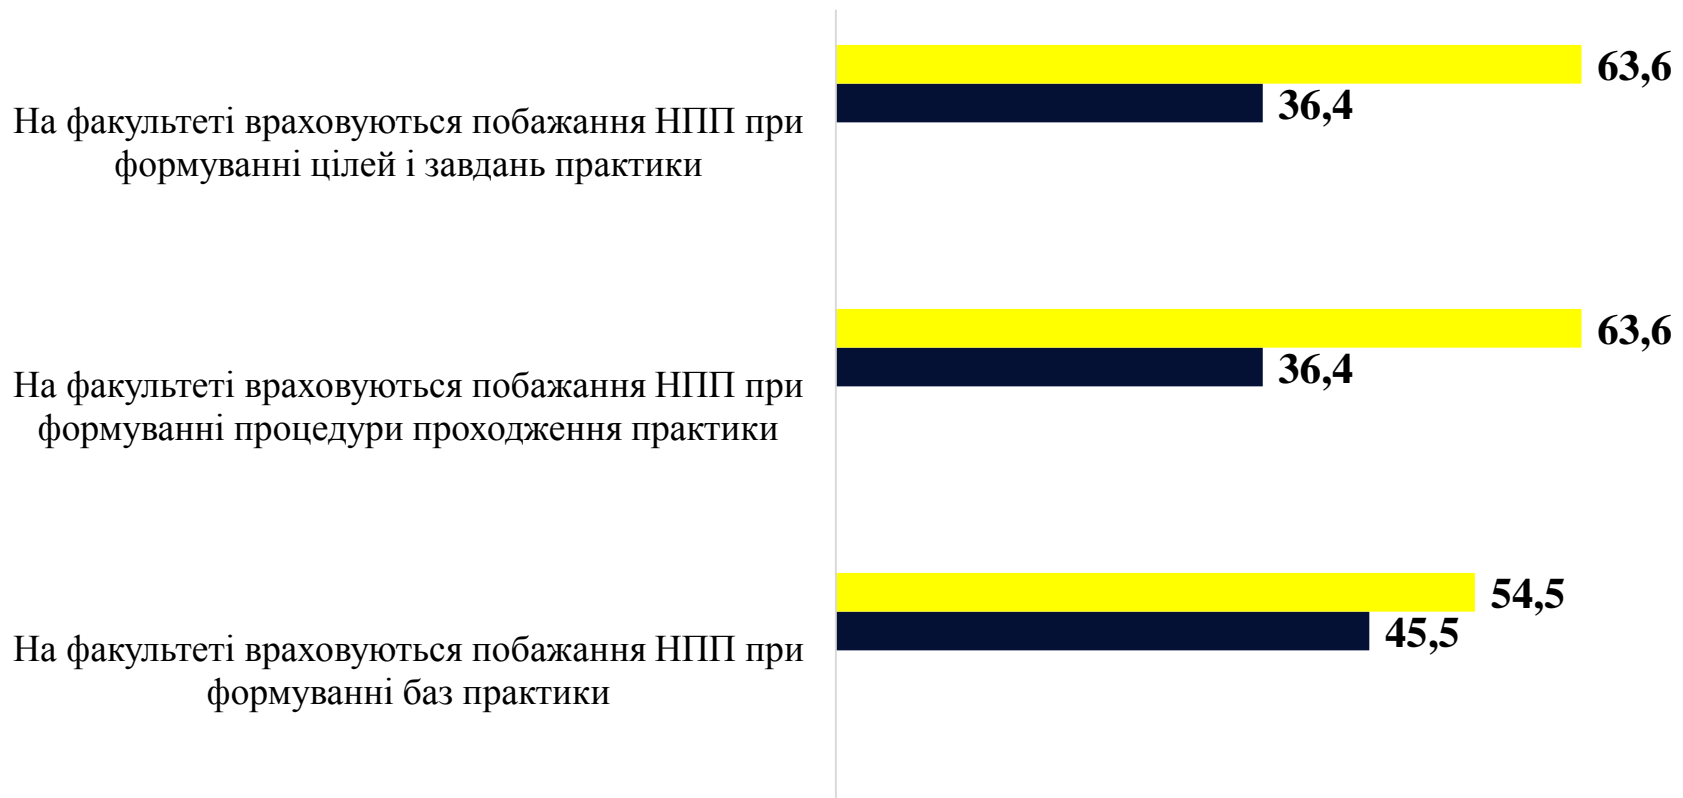 63,6
36,4
На факультеті враховуються побажання НПП при
формуванні цілей і завдань практики
63,6
36,4
На факультеті враховуються побажання НПП при
формуванні процедури проходження практики
54,5
45,5
На факультеті враховуються побажання НПП при
формуванні баз практики